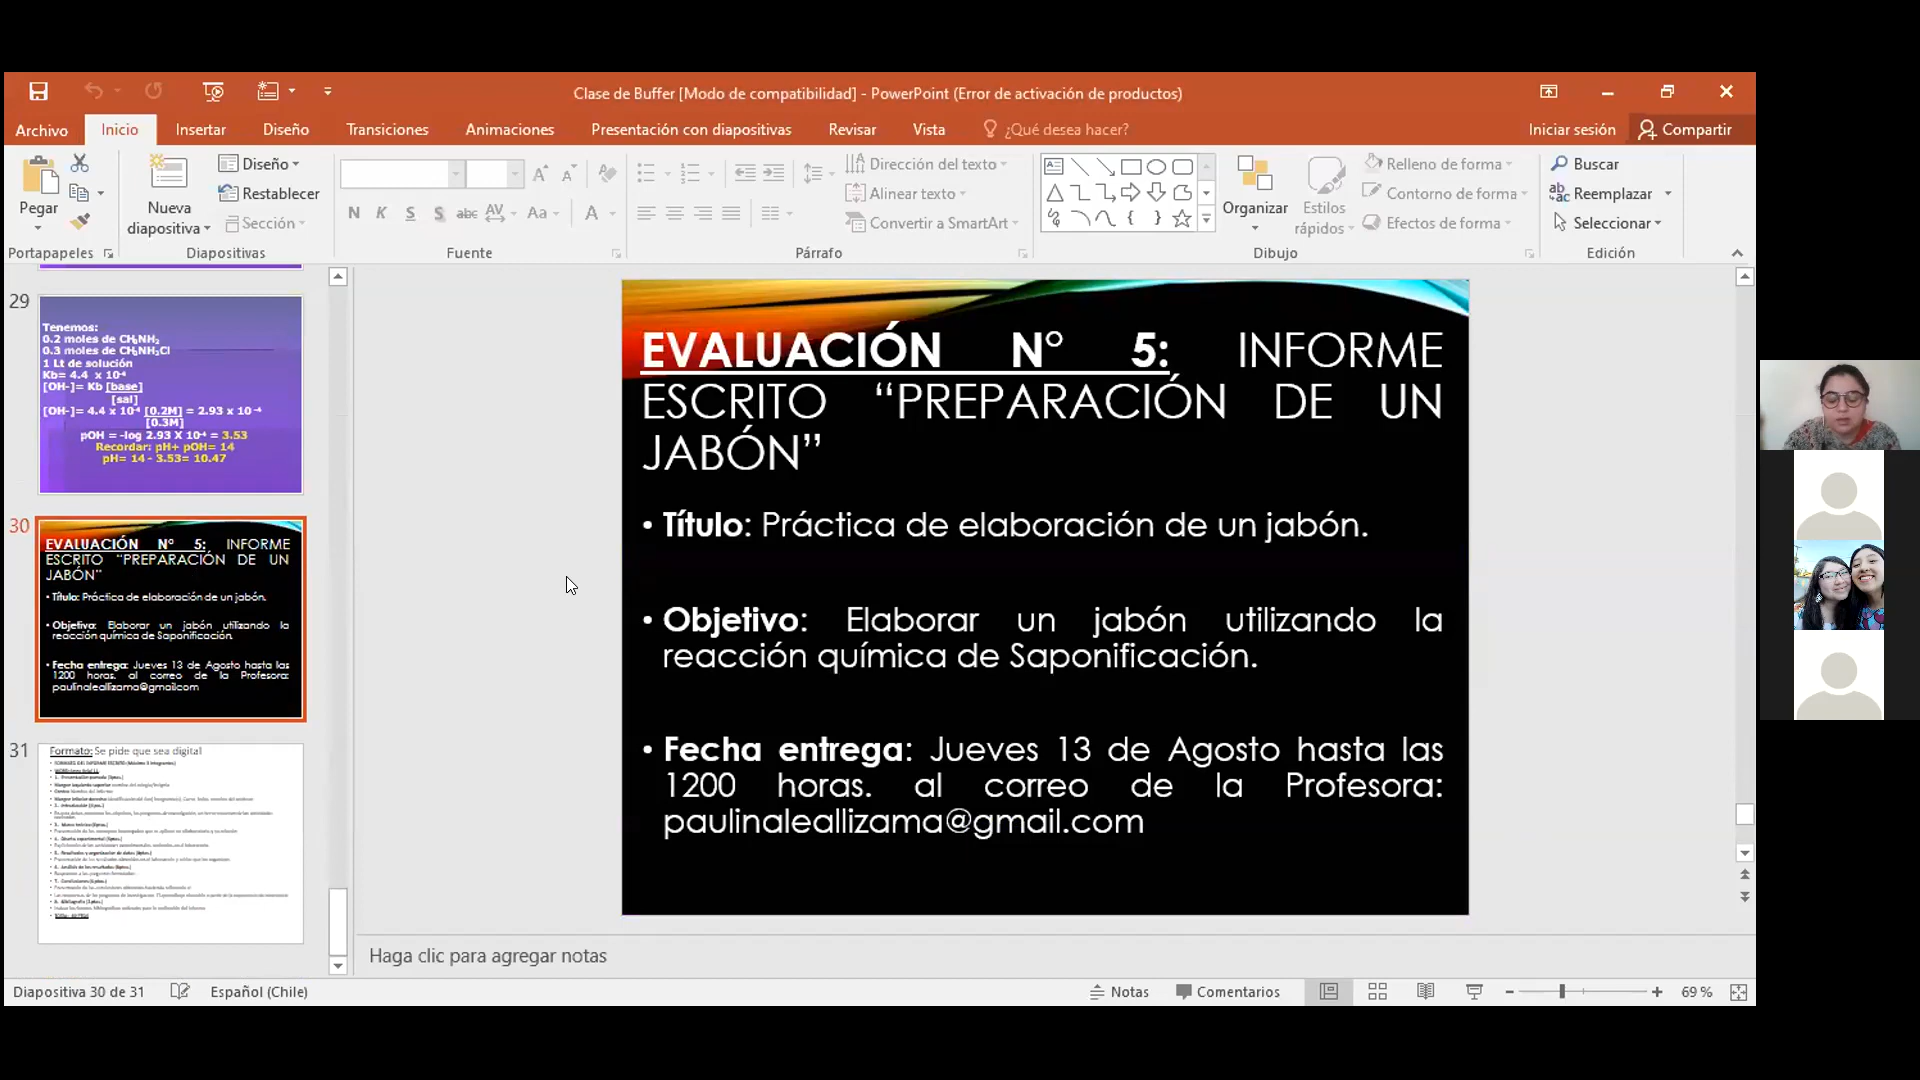 Clase de Buffer [Modo de compatibilidad] - PowerPoint (Error de activación de productos)
Archivo Inicio Insertar Diseño Transiciones Animaciones Presentación con diapositivas Revisar Vista ¿Qué desea hacer? Iniciar sesión Compartir
Pegar
Nueva diapositiva
Diseño
Restablecer
Sección
N K S S abc AV Aa A
Dirección del texto
Alinear texto
Convertir a SmartArt
Organizar
Estilos rápidos
Relleno de forma
Contorno de forma
Efectos de forma
Buscar
Reemplazar
Seleccionar
Portapapeles Diapositivas Fuente Párrafo Dibujo Edición
29
Tenemos:
0.2 moles de CH3NH2
0.3 moles de CH3NH3Cl
1 Lt de solución
Kb= 4.4 x 10-4
[OH-]= Kb [base]
[sal]
[OH-]= 4.4 x 10-4 [0.2M] = 2.93 x 10 -4
[0.3M]
pOH = -log 2.93 X 10-4 = 3.53
Recordar: pH+ pOH= 14
pH= 14 - 3.53= 10.47
30
EVALUACIÓN N° 5: INFORME
ESCRITO “PREPARACIÓN DE UN
JABÓN”
• Título: Práctica de elaboración de un jabón.
• Objetivo: Elaborar un jabón utilizando la
reacción química de Saponificación.
• Fecha entrega: Jueves 13 de Agosto hasta las
1200 horas. al correo de la Profesora:
paulinaleallizama@gmail.com
31
Formato: Se pide que sea digital
EVALUACIÓN N° 5: INFORME
ESCRITO “PREPARACIÓN DE UN
JABÓN”
• Título: Práctica de elaboración de un jabón.
• Objetivo: Elaborar un jabón utilizando la
reacción química de Saponificación.
• Fecha entrega: Jueves 13 de Agosto hasta las
1200 horas. al correo de la Profesora:
paulinaleallizama@gmail.com
Haga clic para agregar notas
Diapositiva 30 de 31 Español (Chile) Notas Comentarios 69 %